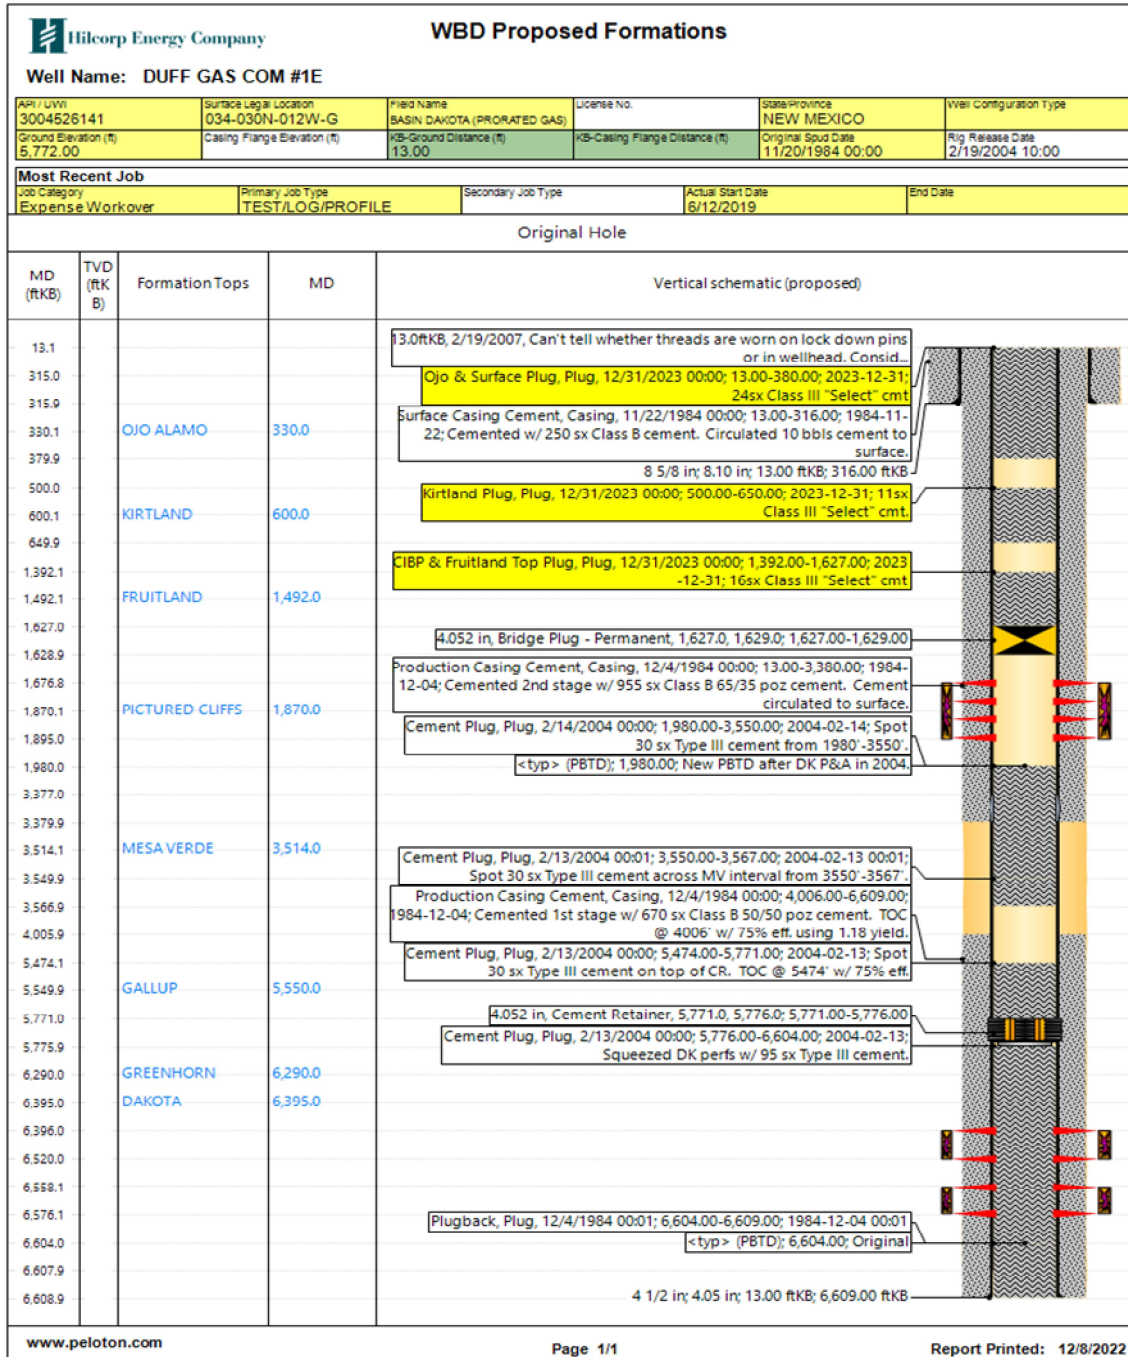 Hilcorp Energy Company
WBD Proposed Formations
Well Name: DUFF GAS COM #1E
API / UWI
3004526141
Surface Legal Location
034-030N-012W-G
Field Name
BASIN DAKOTA (PRORATED GAS)
License No.
State/Province
NEW MEXICO
Well Configuration Type
Ground Elevation (ft)
5,772.00
Casing Flange Elevation (ft)
KB-Ground Distance (ft)
13.00
KB-Casing Flange Distance (ft)
Original Spud Date
11/20/1984 00:00
Rig Release Date
2/19/2004 10:00
Most Recent Job
Job Category
Expense Workover
Primary Job Type
TEST/LOG/PROFILE
Secondary Job Type
Actual Start Date
6/12/2019
End Date
Original Hole
MD
(ftKB)
TVD
(ftK
B)
Formation Tops
MD
Vertical schematic (proposed)
13.1
13.0ftKB, 2/19/2007, Can't tell whether threads are worn on lock down pins
or in wellhead. Consid...
315.0
Ojo & Surface Plug, Plug, 12/31/2023 00:00; 13.00-380.00; 2023-12-31;
24sx Class III "Select" cmt
315.9
Surface Casing Cement, Casing, 11/22/1984 00:00; 13.00-316.00; 1984-11-
22; Cemented w/ 250 sx Class B cement. Circulated 10 bbls cement to
surface.
330.1
OJO ALAMO
330.0
379.9
8 5/8 in; 8.10 in; 13.00 ftKB; 316.00 ftKB
500.0
Kirtland Plug, Plug, 12/31/2023 00:00; 500.00-650.00; 2023-12-31; 11sx
Class III "Select" cmt.
600.1
KIRTLAND
600.0
649.9
1,392.1
CIBP & Fruitland Top Plug, Plug, 12/31/2023 00:00; 1,392.00-1,627.00; 2023
-12-31; 16sx Class III "Select" cmt
1,492.1
FRUITLAND
1,492.0
1,627.0
4.052 in, Bridge Plug - Permanent, 1,627.0, 1,629.0; 1,627.00-1,629.00
1,628.9
1,676.8
Production Casing Cement, Casing, 12/4/1984 00:00; 13.00-3,380.00; 1984-
12-04; Cemented 2nd stage w/ 955 sx Class B 65/35 poz cement. Cement
circulated to surface.
1,870.1
PICTURED CLIFFS
1,870.0
1,895.0
Cement Plug, Plug, 2/14/2004 00:00; 1,980.00-3,550.00; 2004-02-14; Spot
30 sx Type III cement from 1980'-3550'.
1,980.0
<typ> (PBTD); 1,980.00; New PBTD after DK P&A in 2004.
3,377.0
3,379.9
3,514.1
MESA VERDE
3,514.0
3,549.9
Cement Plug, Plug, 2/13/2004 00:01; 3,550.00-3,567.00; 2004-02-13 00:01;
Spot 30 sx Type III cement across MV interval from 3550'-3567'.
3,566.9
Production Casing Cement, Casing, 12/4/1984 00:00; 4,006.00-6,609.00;
1984-12-04; Cemented 1st stage w/ 670 sx Class B 50/50 poz cement. TOC
@ 4006' w/ 75% eff. using 1.18 yield.
4,005.9
5,474.1
Cement Plug, Plug, 2/13/2004 00:00; 5,474.00-5,771.00; 2004-02-13; Spot
30 sx Type III cement on top of CR. TOC @ 5474' w/ 75% eff.
5,549.9
GALLUP
5,550.0
5,771.0
4.052 in, Cement Retainer, 5,771.0, 5,776.0; 5,771.00-5,776.00
5,775.9
Cement Plug, Plug, 2/13/2004 00:00; 5,776.00-6,604.00; 2004-02-13;
Squeezed DK perfs w/ 95 sx Type III cement.
6,290.0
GREENHORN
6,290.0
6,395.0
DAKOTA
6,395.0
6,396.0
6,520.0
6,558.1
6,576.1
Plugback, Plug, 12/4/1984 00:01; 6,604.00-6,609.00; 1984-12-04 00:01
6,604.0
<typ> (PBTD); 6,604.00; Original
6,607.9
6,608.9
4 1/2 in; 4.05 in; 13.00 ftKB; 6,609.00 ftKB
www.peloton.com
Page 1/1
Report Printed: 12/8/2022